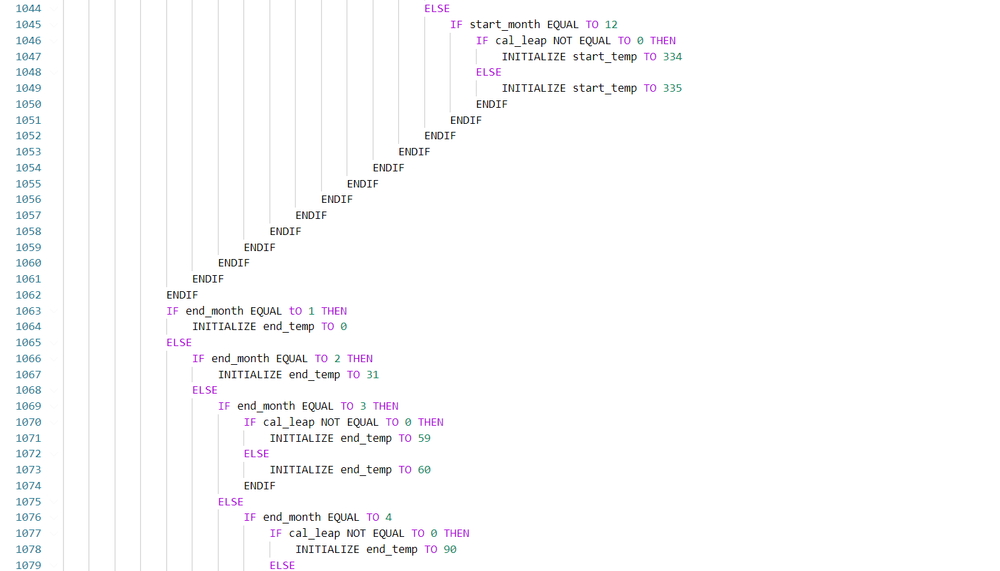 1044 ELSE
1045 IF start_month EQUAL TO 12
1046 IF cal_leap NOT EQUAL TO 0 THEN
1047 INITIALIZE start_temp TO 334
1048 ELSE
1049 INITIALIZE start_temp TO 335
1050 ENDIF
1051 ENDIF
1052 ENDIF
1053 ENDIF
1054 ENDIF
1055 ENDIF
1056 ENDIF
1057 ENDIF
1058 ENDIF
1059 ENDIF
1060 ENDIF
1061 ENDIF
1062 ENDIF
1063 IF end_month EQUAL tO 1 THEN
1064 INITIALIZE end_temp TO 0
1065 ELSE
1066 IF end_month EQUAL TO 2 THEN
1067 INITIALIZE end_temp TO 31
1068 ELSE
1069 IF end_month EQUAL TO 3 THEN
1070 IF cal_leap NOT EQUAL TO 0 THEN
1071 INITIALIZE end_temp TO 59
1072 ELSE
1073 INITIALIZE end_temp TO 60
1074 ENDIF
1075 ELSE
1076 IF end_month EQUAL TO 4
1077 IF cal_leap NOT EQUAL TO 0 THEN
1078 INITIALIZE end_temp TO 90
1079 ELSE